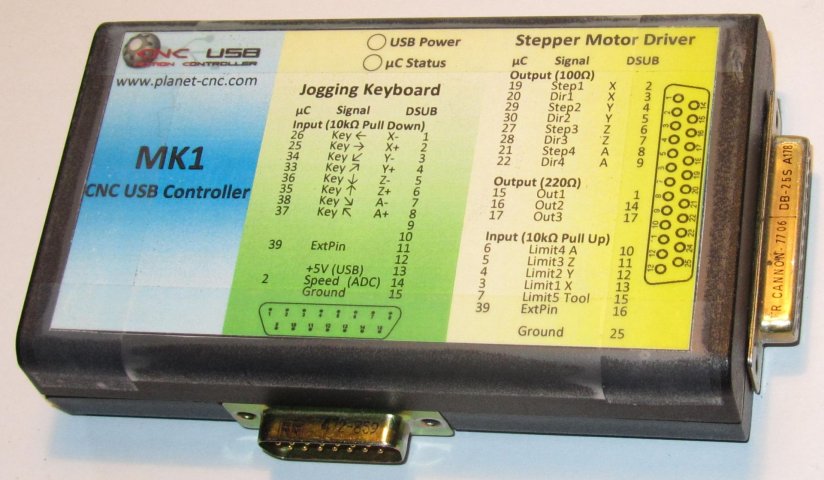 CNC USB
MOTION CONTROLLER
www.planet-cnc.com
MK1
CNC USB Controller
USB Power
µC Status
Jogging Keyboard
µC Signal DSUB
Input (10kΩ Pull Down)
26 Key ← X- 1
25 Key → X+ 2
34 Key ↙ Y- 3
33 Key ↗ Y+ 4
36 Key ↓ Z- 5
35 Key ↑ Z+ 6
38 Key ↘ A- 7
37 Key ↖ A+ 8
9
10
39 ExtPin 11
12
+5V (USB) 13
2 Speed (ADC) 14
Ground 15
Stepper Motor Driver
µC Signal DSUB
Output (100Ω)
19 Step1 X 2
20 Dir1 X 3
29 Step2 Y 4
30 Dir2 Y 5
27 Step3 Z 6
28 Dir3 Z 7
21 Step4 A 8
22 Dir4 A 9
Output (220Ω)
15 Out1 1
16 Out2 14
17 Out3 17
Input (10kΩ Pull Up)
6 Limit4 A 10
5 Limit3 Z 11
4 Limit2 Y 12
3 Limit1 X 13
7 Limit5 Tool 15
39 ExtPin 16
Ground 25
CANNON 7706 DB-25S A178